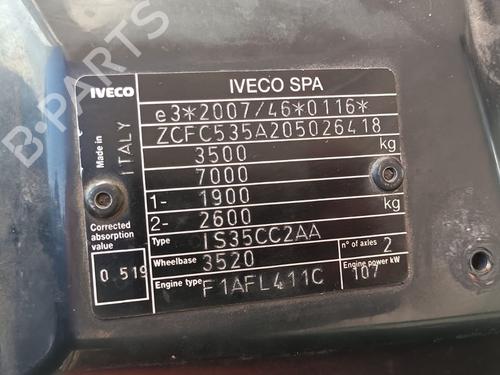 IVECO
IVECO SPA
Made in ITALY
e3*2007/46*0116*
ZCFC535A205026418
3500 kg
7000
1- 1900 kg
2- 2600
Corrected absorption value
0 519
Type IS35CC2AA
n° of axles 2
Wheelbase 3520
Engine power kW 107
Engine type F1AFL411C
B-PARTS